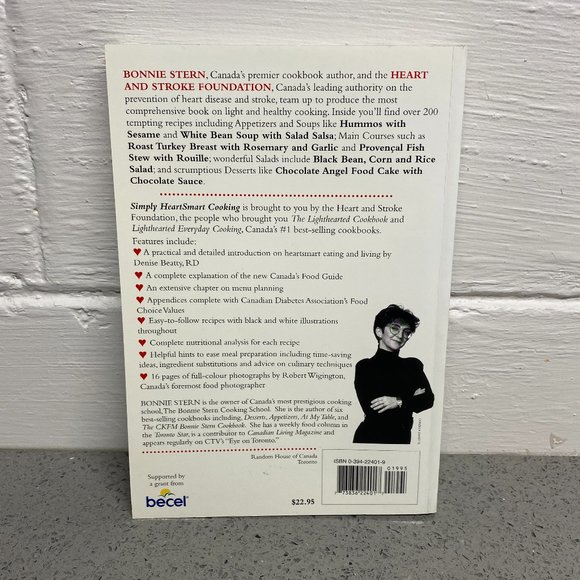 BONNIE STERN, Canada's premier cookbook author, and the HEART
AND STROKE FOUNDATION, Canada's leading authority on
the prevention of heart disease and stroke, team up to produce the most
comprehensive book on light and healthy cooking. Inside you'll find over 200
tempting recipes including Appetizers and Soups like Hummos with
Sesame and White Bean Soup with Salad Salsa; Main Courses such as
Roast Turkey Breast with Rosemary and Garlic and Provençal Fish
Stew with Rouille; wonderful Salads include Black Bean, Corn and Rice
Salad; and scrumptious Desserts like Chocolate Angel Food Cake with
Chocolate Sauce.
Simply HeartSmart Cooking is brought to you by the Heart and Stroke
Foundation, the people who brought you The Lighthearted Cookbook and
Lighthearted Everyday Cooking, Canada's #1 best-selling cookbooks.
Features include:
A practical and detailed introduction on heartsmart eating and living by
Denise Beatty, RD
A complete explanation of the new Canada's Food Guide
An extensive chapter on menu planning
Appendices complete with Canadian Diabetes Association's Food
Choice Values
Easy-to-follow recipes with black and white illustrations
throughout
Complete nutritional analysis for each recipe
Helpful hints to ease meal preparation including time-saving
ideas, ingredient substitutions and advice on culinary techniques
16 pages of full-colour photographs by Robert Wigington,
Canada's foremost food photographer
BONNIE STERN is the owner of Canada's most prestigious cooking
school, The Bonnie Stern Cooking School. She is the author of six
best-selling cookbooks including, Desserts, Appetizers, At My Table, and
The CKFM Bonnie Stern Cookbook. She has a weekly food column in
the Toronto Star, is a contributor to Canadian Living Magazine and
appears regularly on CTV's "Eye on Toronto."
Random House of Canada
Toronto
Supported by
a grant from
becel
$22.95
ISBN 0-394-22401-9
01995